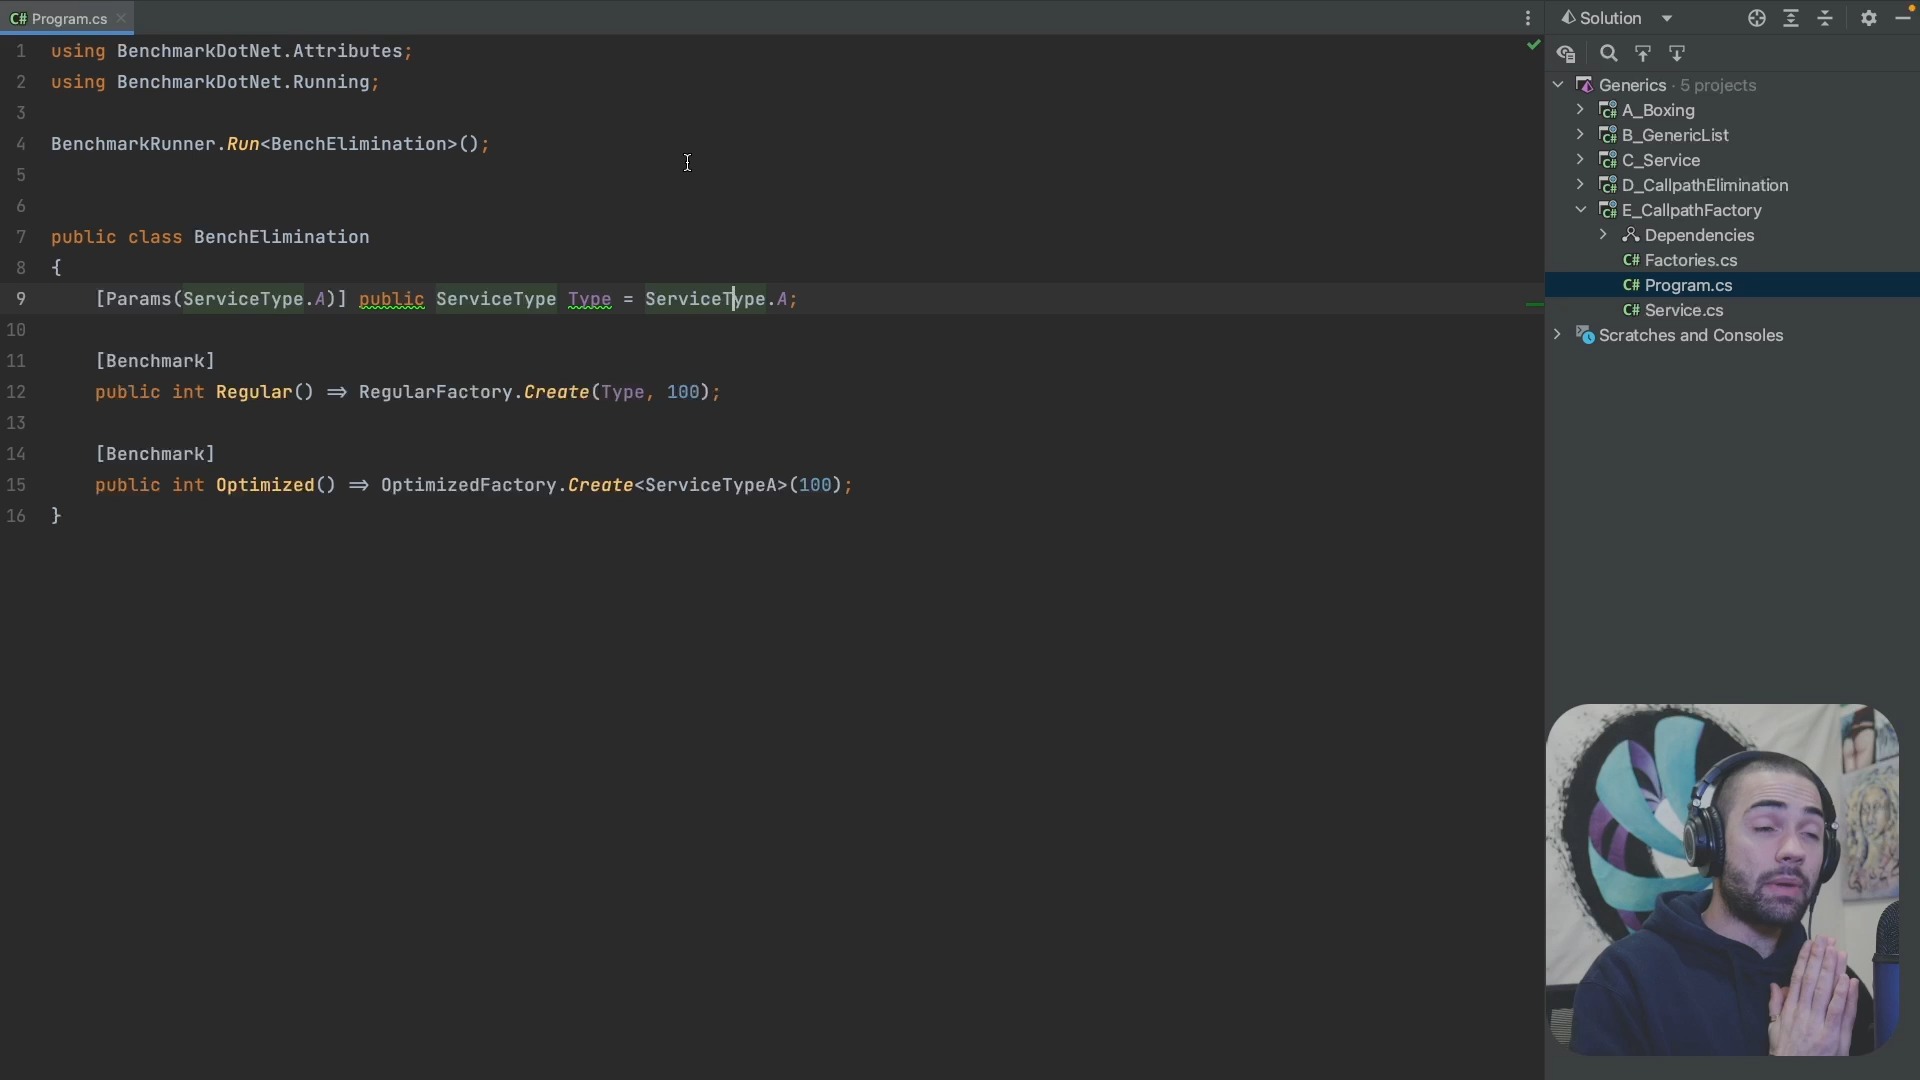 C# Program.cs
1 using BenchmarkDotNet.Attributes;
2 using BenchmarkDotNet.Running;
3
4 BenchmarkRunner.Run<BenchElimination>();
5
6
7 public class BenchElimination
8 {
9 [Params(ServiceType.A)] public ServiceType Type = ServiceType.A;
10
11 [Benchmark]
12 public int Regular() ⇒ RegularFactory.Create(Type, 100);
13
14 [Benchmark]
15 public int Optimized() ⇒ OptimizedFactory.Create<ServiceTypeA>(100);
16 }
Solution
Generics · 5 projects
C# A_Boxing
C# B_GenericList
C# C_Service
C# D_CallpathElimination
C# E_CallpathFactory
Dependencies
C# Factories.cs
C# Program.cs
C# Service.cs
Scratches and Consoles